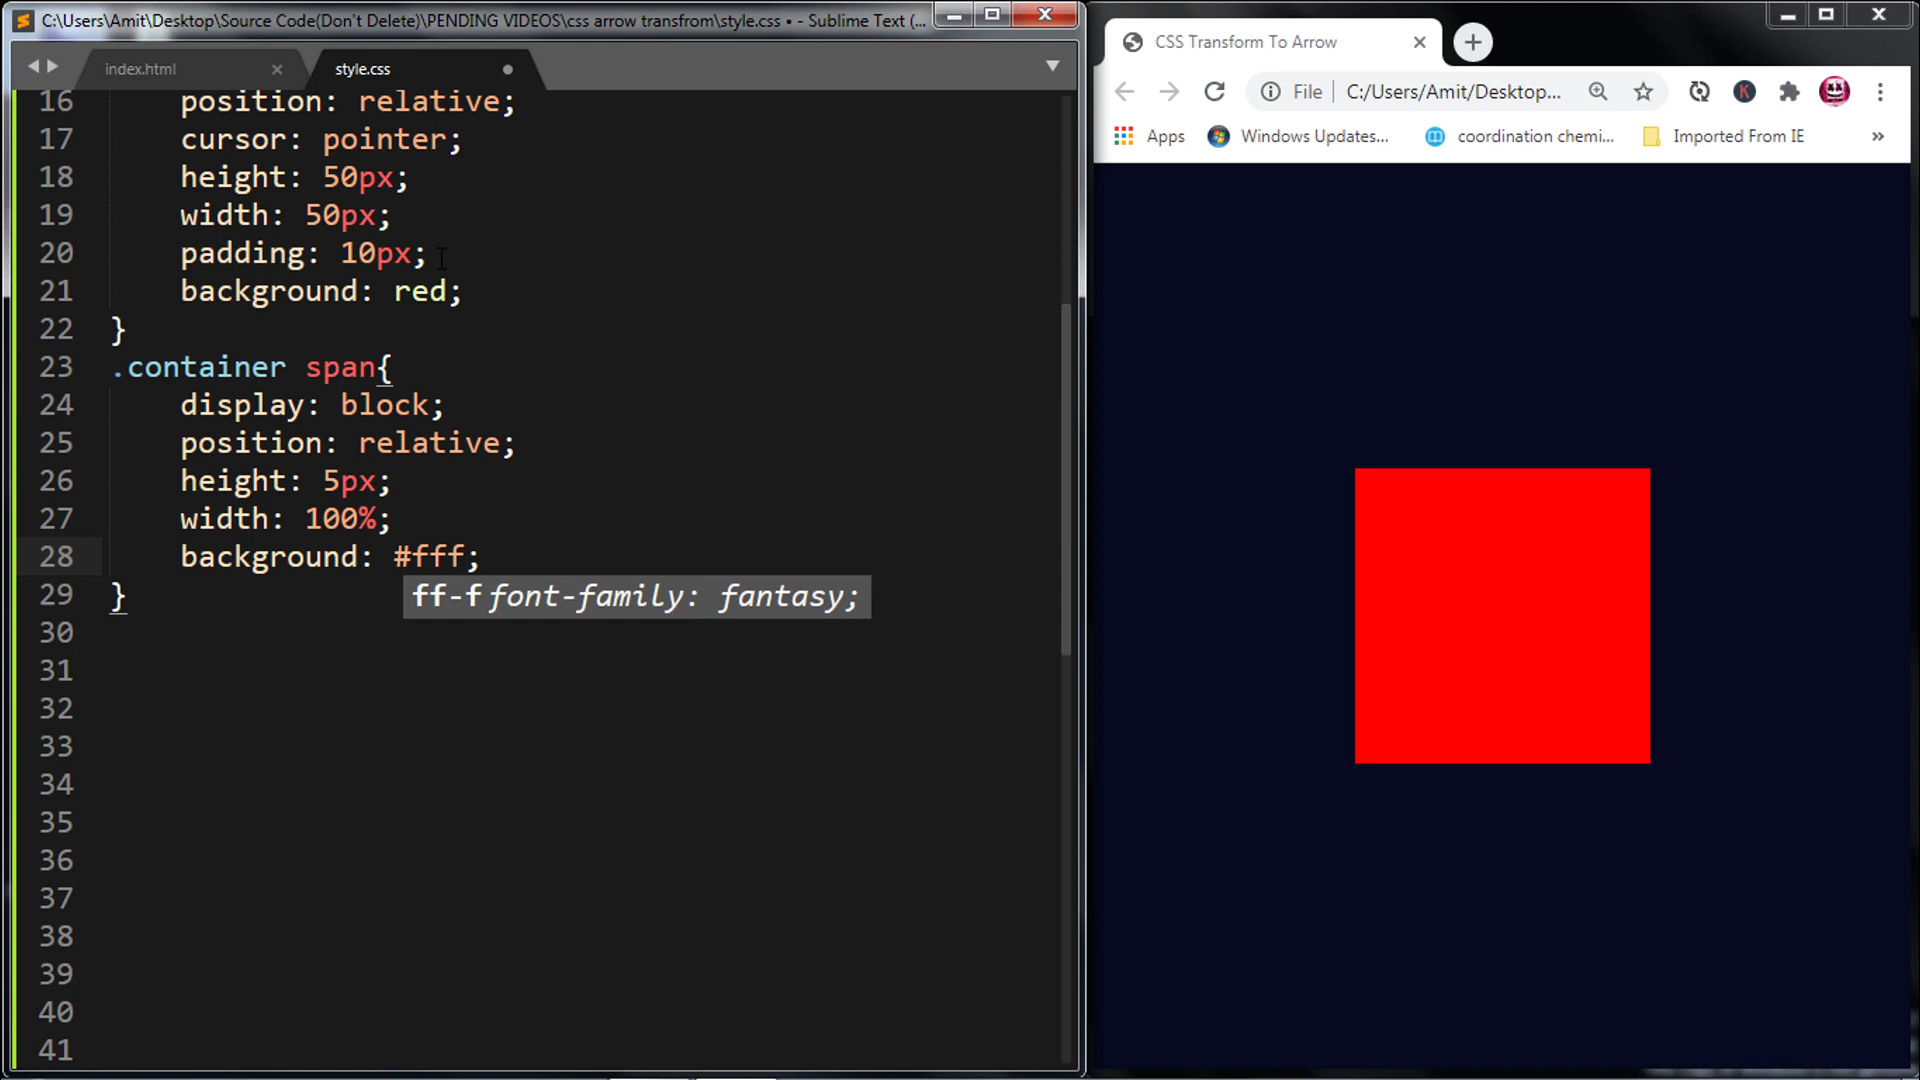 C:\Users\Amit\Desktop\Source Code(Don't Delete)\PENDING VIDEOS\css arrow transfrom\style.css • - Sublime Text (...
index.html
style.css
16 position: relative;
17 cursor: pointer;
18 height: 50px;
19 width: 50px;
20 padding: 10px;
21 background: red;
22 }
23 .container span{
24 display: block;
25 position: relative;
26 height: 5px;
27 width: 100%;
28 background: #fff;
ff-f font-family: fantasy;
29 }
30
31
32
33
34
35
36
37
38
39
40
41
CSS Transform To Arrow
File
C:/Users/Amit/Desktop...
K
Apps
Windows Updates...
coordination chemi...
Imported From IE
»